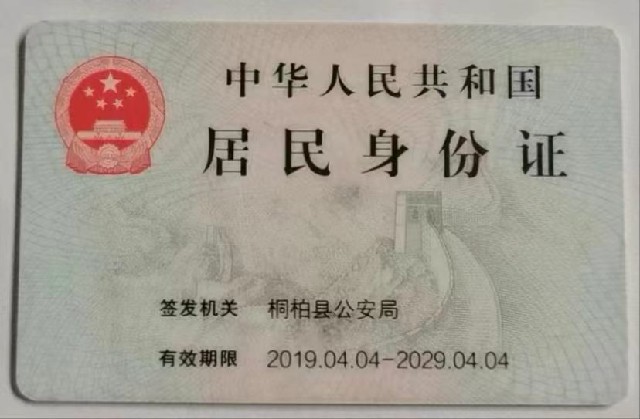 中华人民共和国
居民身份证
签发机关 桐柏县公安局
有效期限 2019.04.04-2029.04.04